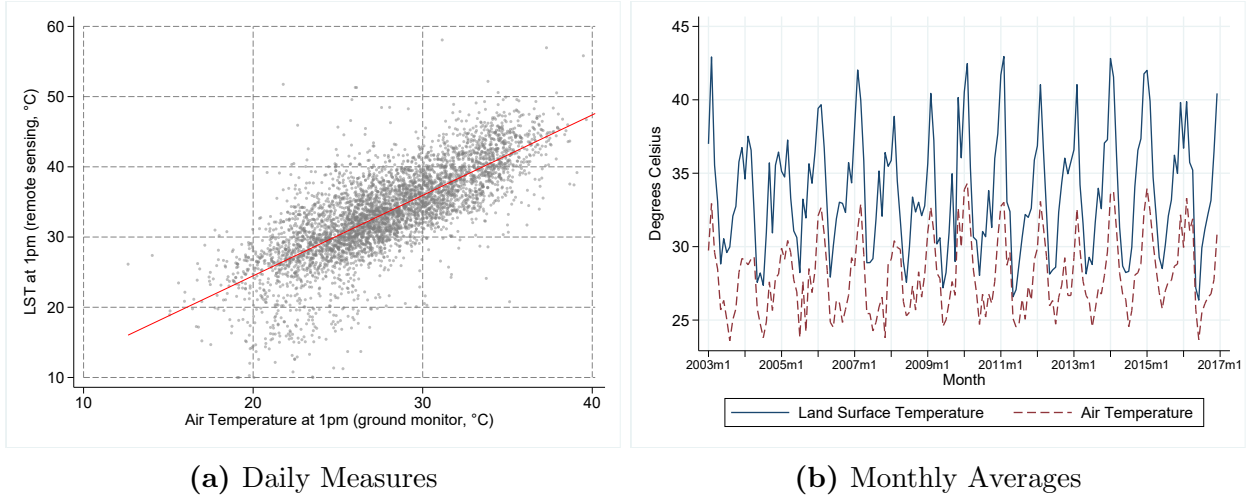 60
50
40
30
20
10
LST at 1pm (remote sensing, °C)
10 20 30 40
Air Temperature at 1pm (ground monitor, °C)
(a) Daily Measures
45
40
35
30
25
Degrees Celsius
2003m1 2005m1 2007m1 2009m1 2011m1 2013m1 2015m1 2017m1
Month
Land Surface Temperature Air Temperature
(b) Monthly Averages